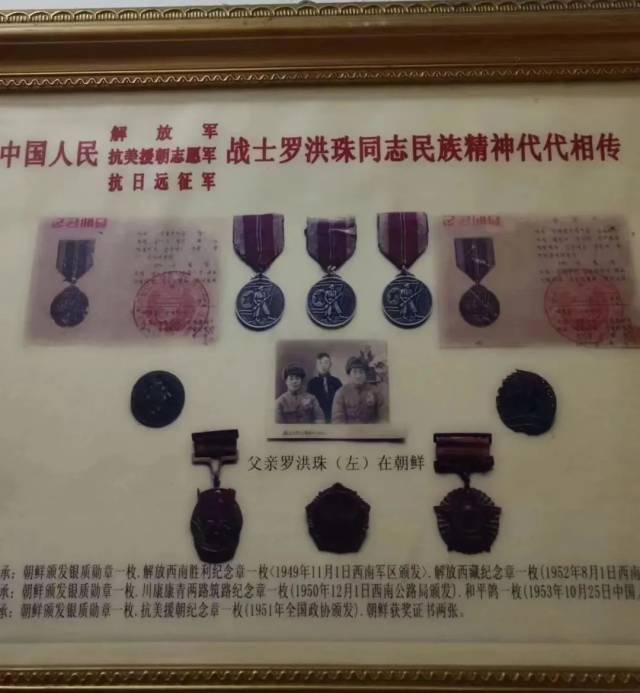 解放军
中国人民 抗美援朝志愿军 战士罗洪珠同志民族精神代代相传
抗日远征军
군공메달
군공메달
父亲罗洪珠（左）在朝鲜
承：朝鲜颁发银质勋章一枚.解放西南胜利纪念章一枚<1949年11月1日西南军区颁发>.解放西藏纪念章一枚(1952年8月1日西南
承：朝鲜颁发银质勋章一枚.川康康青两路筑路纪念章一枚(1950年12月1日西南公路局颁发).和平鸽一枚(1953年10月25日中国
承：朝鲜颁发银质勋章一枚.抗美援朝纪念章一枚(1951年全国政协颁发).朝鲜获奖证书两张。